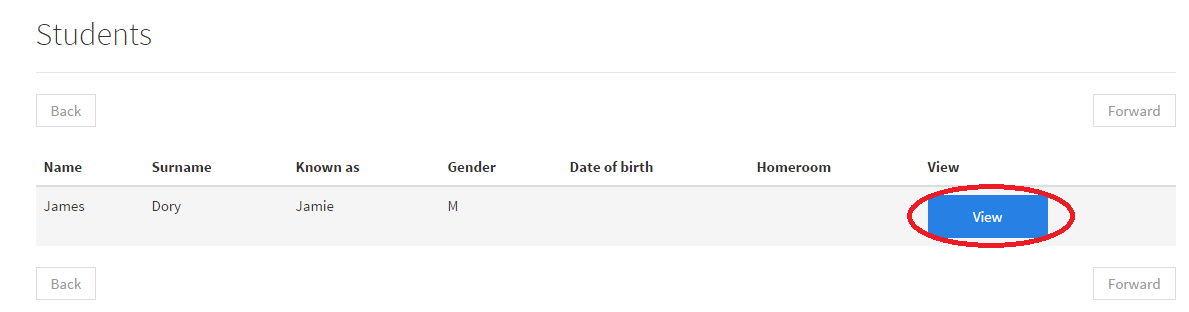 Students
Back Forward
Name Surname Known as Gender Date of birth Homeroom View
James Dory Jamie M View
Back Forward